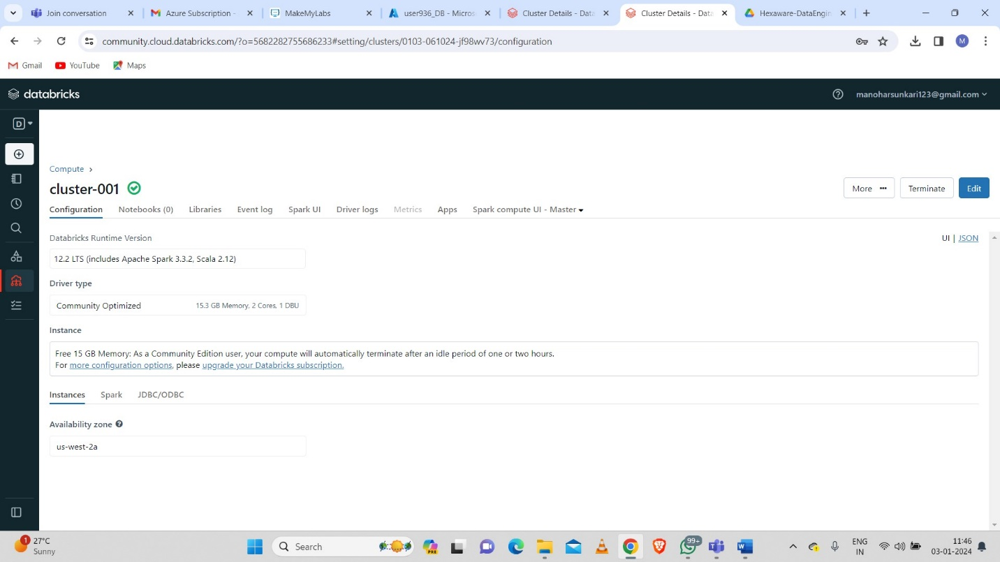 Join conversation
Azure Subscription -
MakeMyLabs
user936_DB - Micros
Cluster Details - Data
Cluster Details - Data
Hexaware-DataEngin
community.cloud.databricks.com/?o=5682282755686233#setting/clusters/0103-061024-jf98wv73/configuration
M
Gmail
YouTube
Maps
databricks
manoharsunkari123@gmail.com
D
Compute ›
cluster-001
More ···
Terminate
Edit
Configuration
Notebooks (0)
Libraries
Event log
Spark UI
Driver logs
Metrics
Apps
Spark compute UI - Master
Databricks Runtime Version
UI | JSON
12.2 LTS (includes Apache Spark 3.3.2, Scala 2.12)
Driver type
Community Optimized 15.3 GB Memory, 2 Cores, 1 DBU
Instance
Free 15 GB Memory: As a Community Edition user, your compute will automatically terminate after an idle period of one or two hours.
For more configuration options, please upgrade your Databricks subscription.
Instances
Spark
JDBC/ODBC
Availability zone
us-west-2a
1
27°C
Sunny
Search
PRE
99+
ENG
IN
11:46
03-01-2024